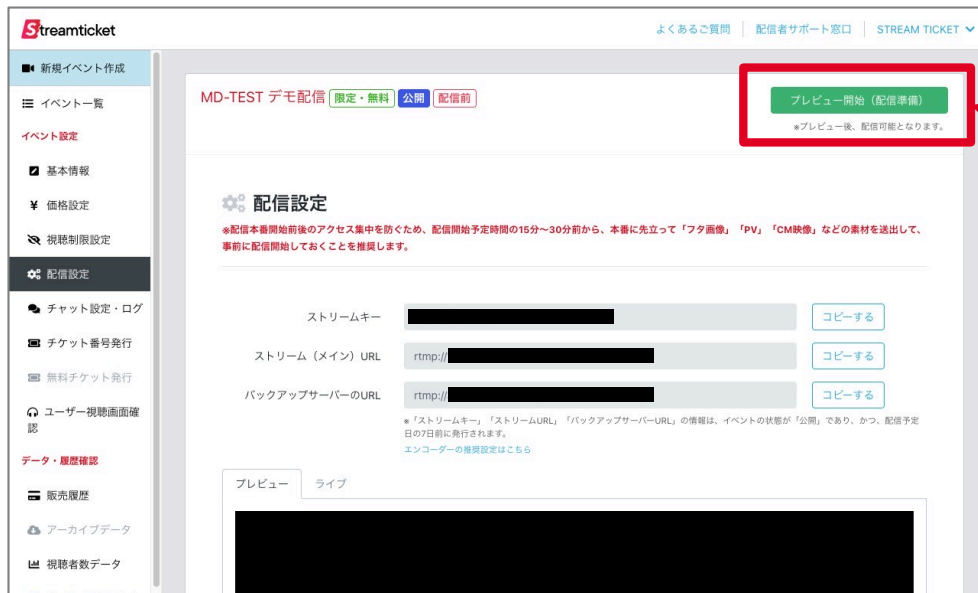 Streamticket
よくあるご質問
配信者サポート窓口
STREAM TICKET
新規イベント作成
イベント一覧
イベント設定
基本情報
価格設定
視聴制限設定
配信設定
チャット設定・ログ
チケット番号発行
無料チケット発行
ユーザー視聴画面確
認
データ・履歴確認
販売履歴
アーカイブデータ
視聴者数データ
MD-TEST デモ配信 限定・無料 公開 配信前
プレビュー開始（配信準備）
*プレビュー後、配信可能となります。
配信設定
※配信本番開始前後のアクセス集中を防ぐため、配信開始予定時間の15分〜30分前から、本番に先立って「フタ画像」「PV」「CM映像」などの素材を送出して、
事前に配信開始しておくことを推奨します。
ストリームキー
コピーする
ストリーム（メイン）URL
rtmp://
コピーする
バックアップサーバーのURL
rtmp://
コピーする
※「ストリームキー」「ストリームURL」「バックアップサーバーURL」の情報は、イベントの状態が「公開」であり、かつ、配信予定
日の7日前に発行されます。
エンコーダーの推奨設定はこちら
プレビュー
ライブ